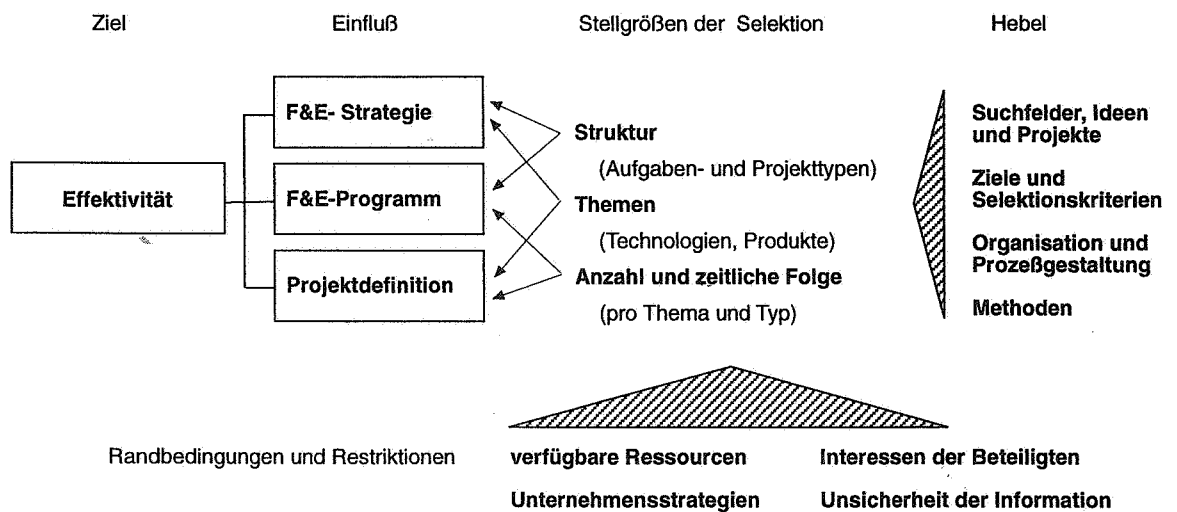 Ziel
Einfluß
Stellgrößen der Selektion
Hebel
Effektivität
F&E- Strategie
F&E-Programm
Projektdefinition
Struktur
(Aufgaben- und Projekttypen)
Themen
(Technologien, Produkte)
Anzahl und zeitliche Folge
(pro Thema und Typ)
Suchfelder, Ideen
und Projekte
Ziele und
Selektionskriterien
Organisation und
Prozeßgestaltung
Methoden
Randbedingungen und Restriktionen
verfügbare Ressourcen
Interessen der Beteiligten
Unternehmensstrategien
Unsicherheit der Information